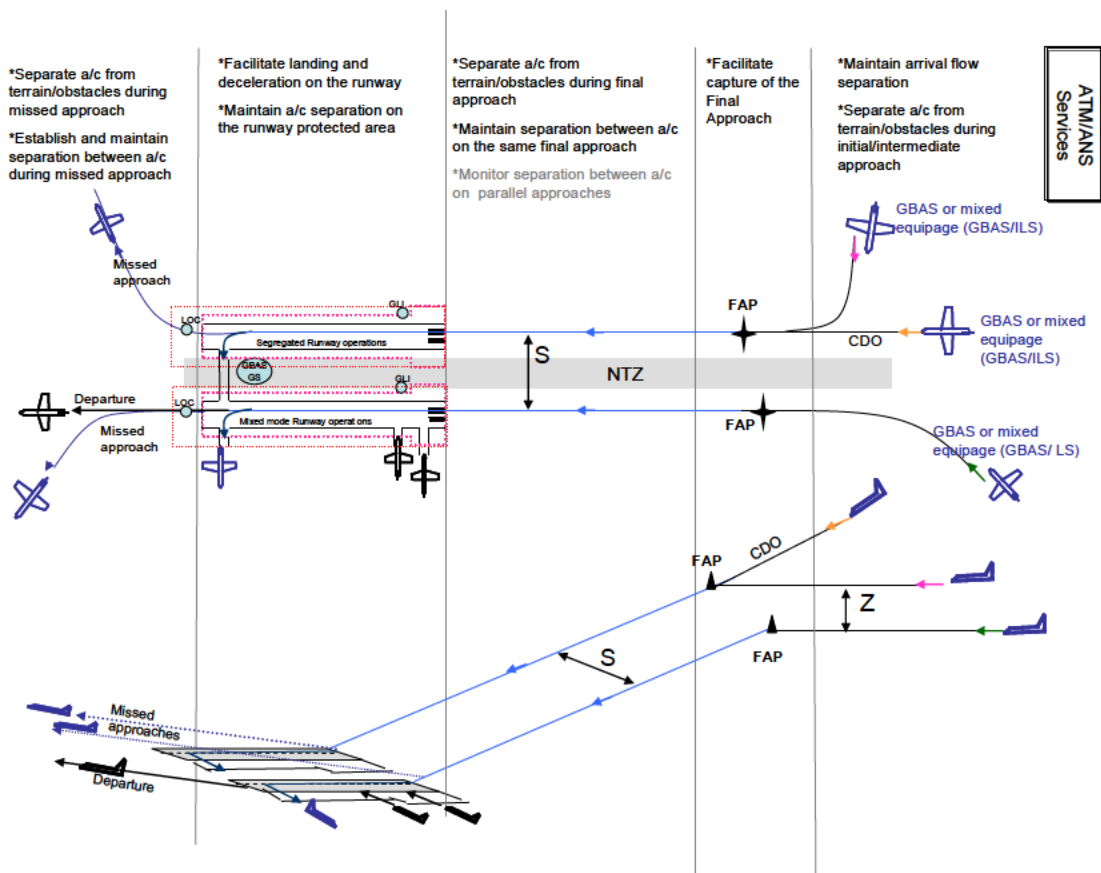 *Separate a/c from
terrain/obstacles during
missed approach
*Establish and maintain
separation between a/c
during missed approach
*Facilitate landing and
deceleration on the runway
*Maintain a/c separation on
the runway protected area
*Separate a/c from
terrain/obstacles during final
approach
*Maintain separation between a/c
on the same final approach
*Monitor separation between a/c
on parallel approaches
*Facilitate
capture of the
Final
Approach
*Maintain arrival flow
separation
*Separate a/c from
terrain/obstacles during
initial/intermediate
approach
ATM/ANS
Services
GBAS or mixed
equipage (GBAS/ILS)
Missed
approach
LOC
GLI
Segregated Runway operations
FAP
CDO
GBAS or mixed
equipage
(GBAS/ILS)
S
GBAS
GS
GLI
NTZ
Departure
LOC
Missed
approach
Mixed mode Runway operat ons
FAP
GBAS or mixed
equipage (GBAS/ LS)
CDO
FAP
Z
S
FAP
Missed
approaches
Departure